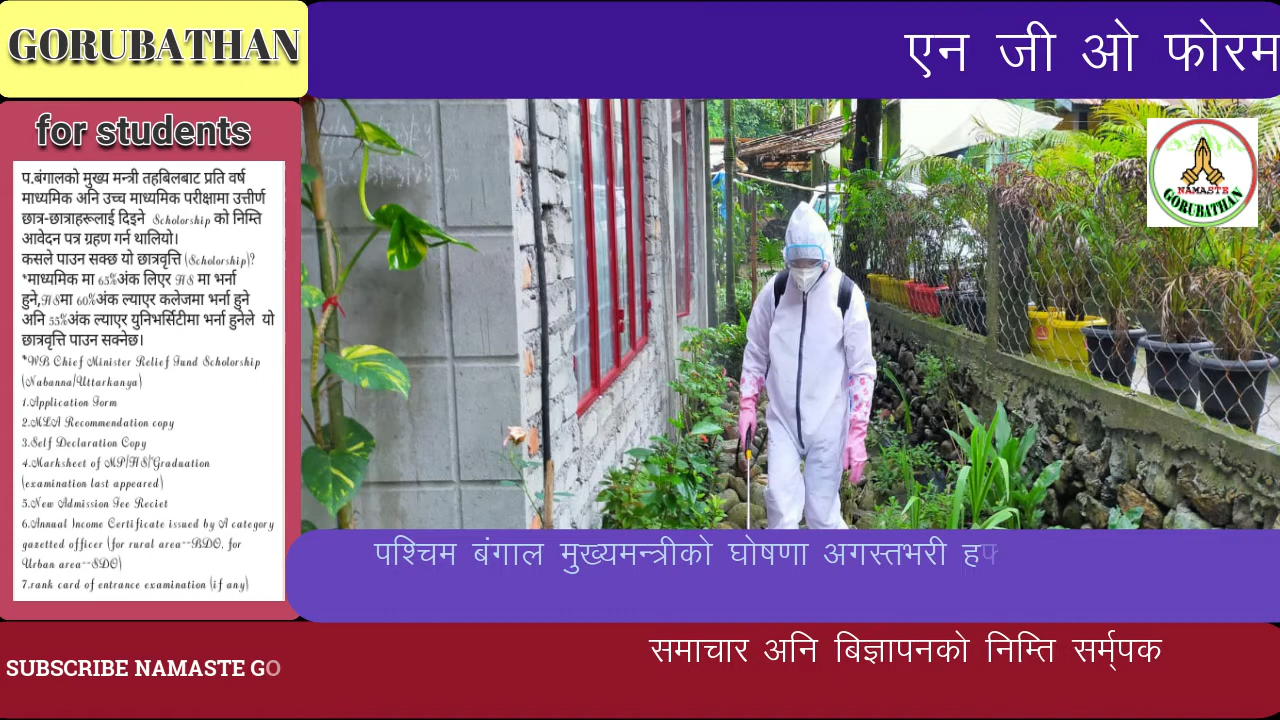 GORUBATHAN
एन जी ओ फोरम
for students
प.बंगालको मुख्य मन्त्री तहबिलबाट प्रति वर्ष
माध्यमिक अनि उच्च माध्यमिक परीक्षामा उत्तीर्ण
छात्र-छात्राहरूलाई दिइने Scholorship को निम्ति
आवेदन पत्र ग्रहण गर्न थालियो।
कसले पाउन सक्छ यो छात्रवृत्ति (Scholorship)?
*माध्यमिक मा 65%अंक लिएर HS मा भर्ना
हुने,HSमा 60%अंक ल्याएर कलेजमा भर्ना हुने
अनि 55%अंक ल्याएर युनिभर्सिटीमा भर्ना हुनेले यो
छात्रवृत्ति पाउन सक्नेछ।
*WB Chief Minister Relief Fund Scholorship
(Nabanna/Uttarkanya)
1.Application Form
2.MLA Recommendation copy
3.Self Declaration Copy
4.Marksheet of MP/HS/Graduation
(examination last appeared)
5.New Admission Fee Reciet
6.Annual Income Certificate issued by A category
gazetted officer (for rural area--BDO, for
Urban area--SDO)
7.rank card of entrance examination (if any)
NAMASTE
GORUBATHAN
पश्चिम बंगाल मुख्यमन्त्रीको घोषणा अगस्तभरी हफ
समाचार अनि बिज्ञापनको निम्ति सर्म्पक
SUBSCRIBE NAMASTE GO